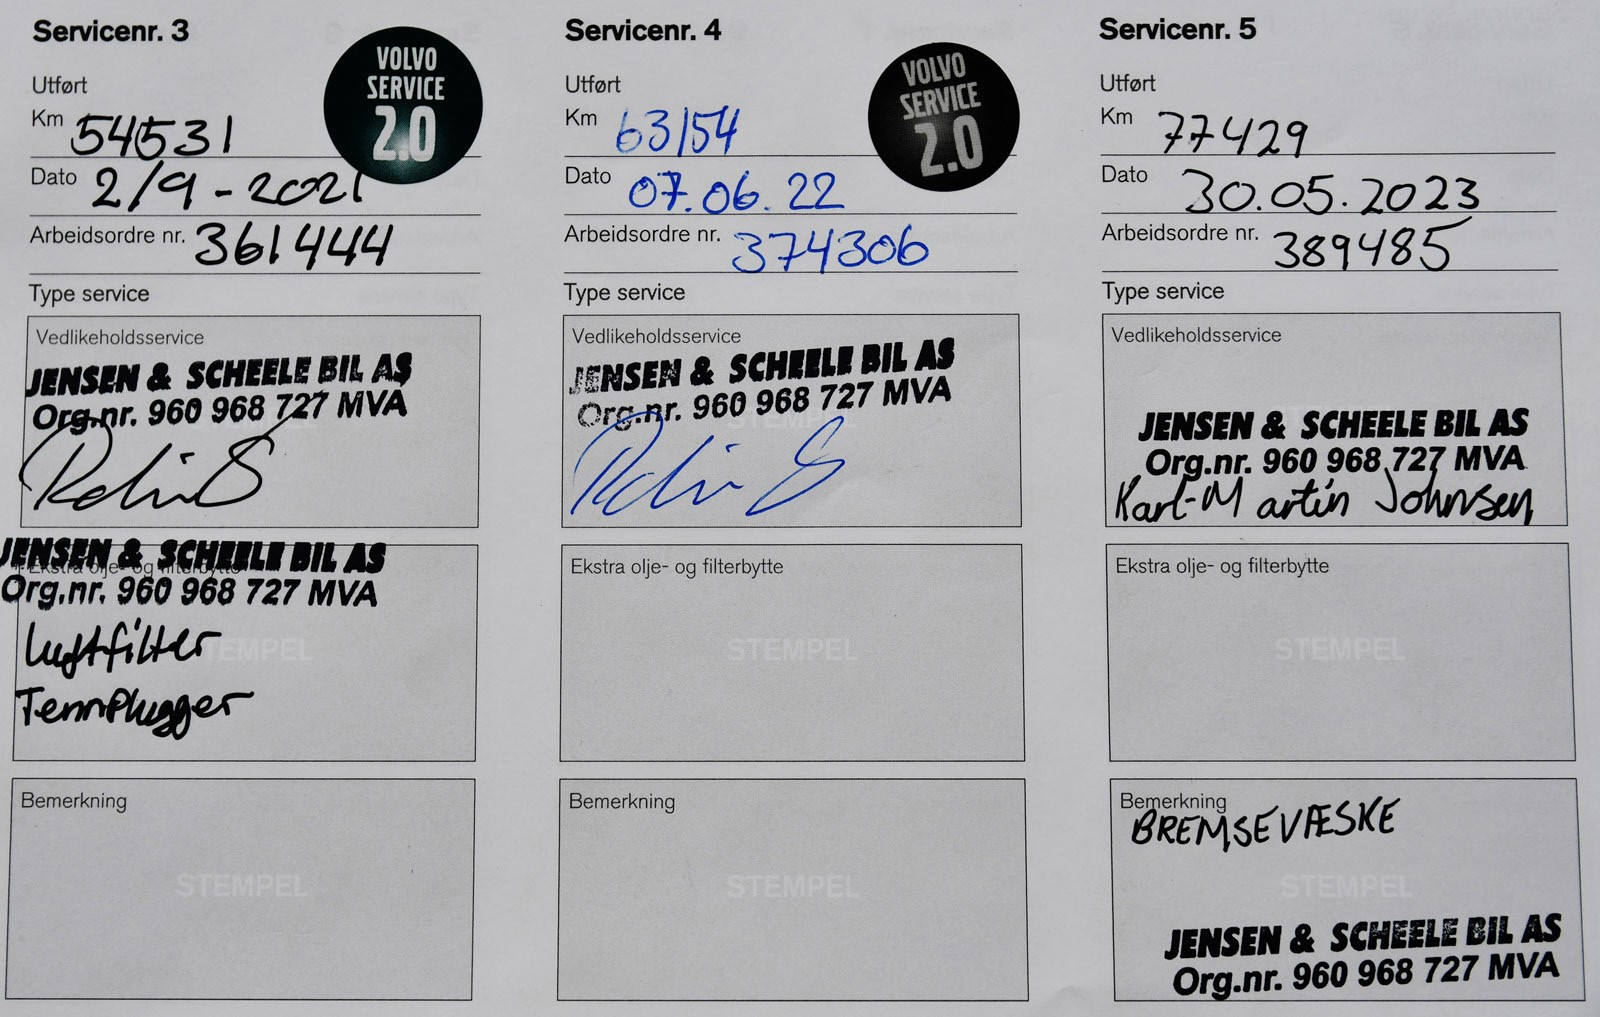 Servicenr. 3
VOLVO
SERVICE
2.0
Utført
Km 54531
Dato 2/9 - 2021
Arbeidsordre nr. 361444
Type service
Vedlikeholdsservice
JENSEN & SCHEELE BIL AS
Org.nr. 960 968 727 MVA
JENSEN & SCHEELE BIL AS
Ekstra olje- og filterbytte
Org.nr. 960 968 727 MVA
Luftfilter
STEMPEL
Tennplugger
Bemerkning
STEMPEL
Servicenr. 4
VOLVO
SERVICE
2.0
Utført
Km 63154
Dato 07.06.22
Arbeidsordre nr. 374306
Type service
Vedlikeholdsservice
JENSEN & SCHEELE BIL AS
Org.nr. 960 968 727 MVA
Ekstra olje- og filterbytte
STEMPEL
Bemerkning
STEMPEL
Servicenr. 5
Utført
Km 77429
Dato 30.05.2023
Arbeidsordre nr. 389485
Type service
Vedlikeholdsservice
JENSEN & SCHEELE BIL AS
Org.nr. 960 968 727 MVA
Karl-Martin Johnsen
Ekstra olje- og filterbytte
STEMPEL
Bemerkning
BREMSEVÆSKE
STEMPEL
JENSEN & SCHEELE BIL AS
Org.nr. 960 968 727 MVA